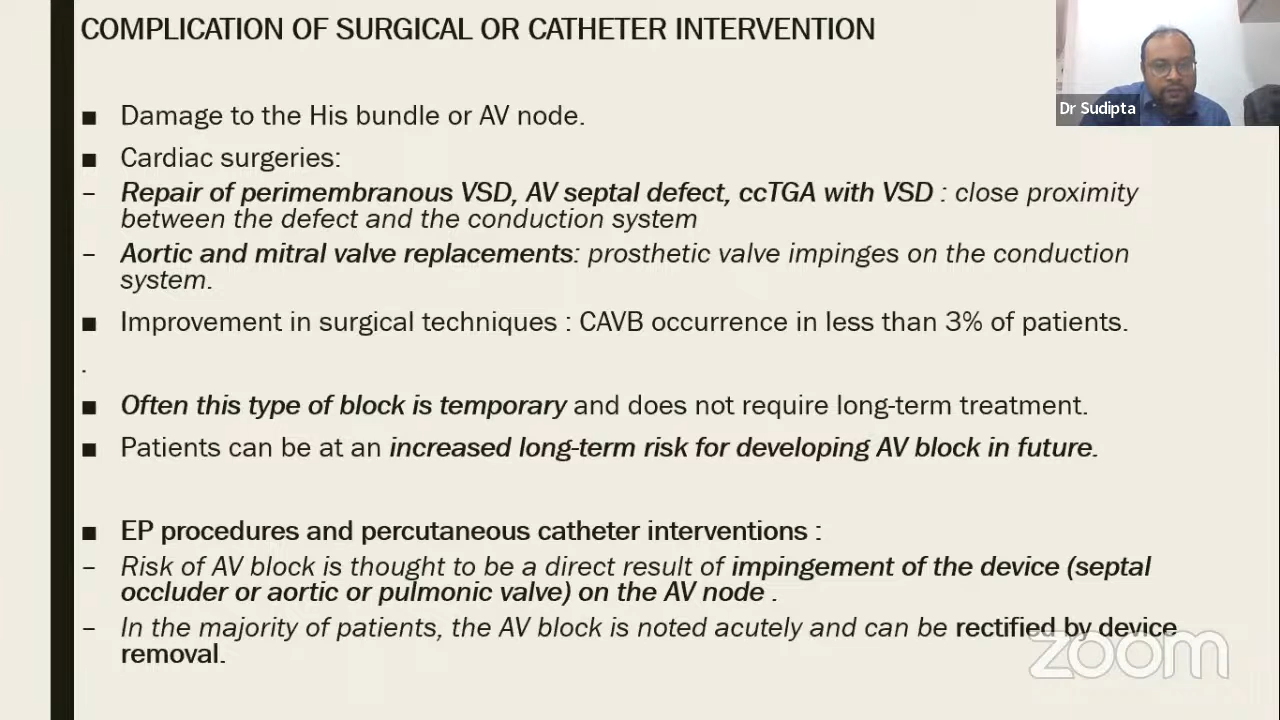 COMPLICATION OF SURGICAL OR CATHETER INTERVENTION
Dr Sudipta
■ Damage to the His bundle or AV node.
■ Cardiac surgeries:
– Repair of perimembranous VSD, AV septal defect, ccTGA with VSD : close proximity
between the defect and the conduction system
– Aortic and mitral valve replacements: prosthetic valve impinges on the conduction
system.
■ Improvement in surgical techniques : CAVB occurrence in less than 3% of patients.
.
■ Often this type of block is temporary and does not require long-term treatment.
■ Patients can be at an increased long-term risk for developing AV block in future.
■ EP procedures and percutaneous catheter interventions :
– Risk of AV block is thought to be a direct result of impingement of the device (septal
occluder or aortic or pulmonic valve) on the AV node .
– In the majority of patients, the AV block is noted acutely and can be rectified by device
removal.
zoom